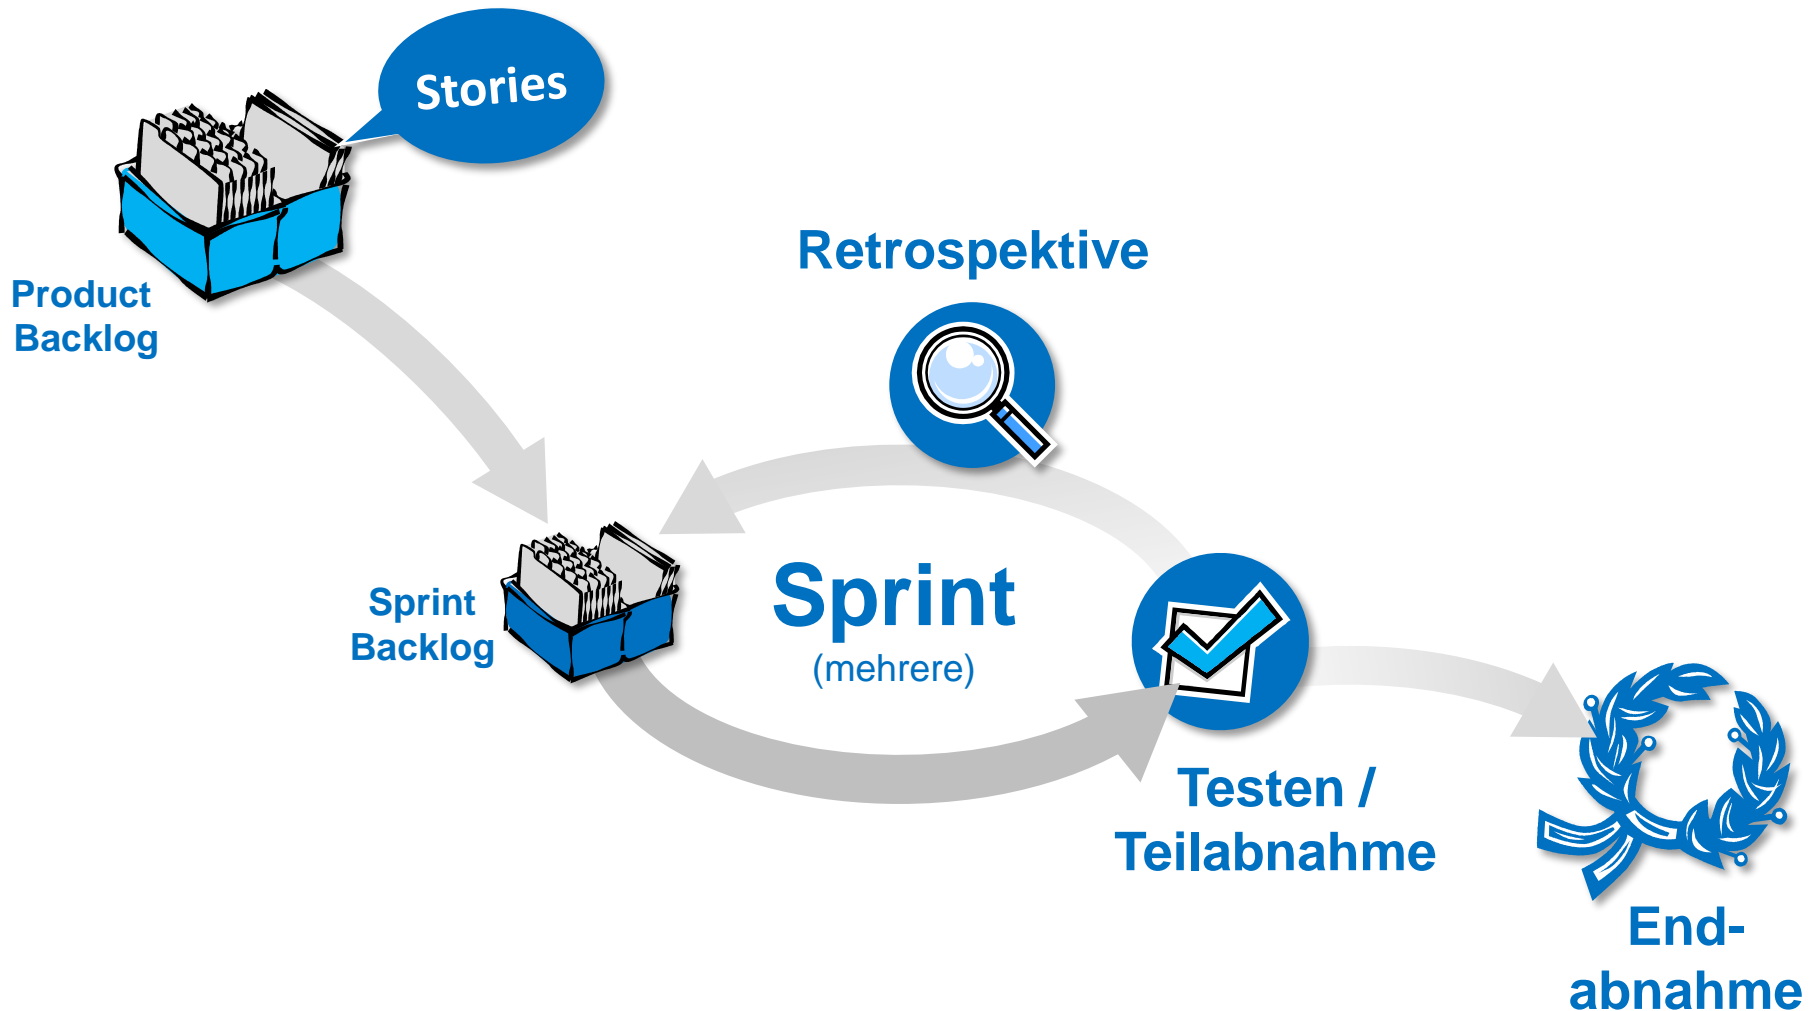 Stories
Product
Backlog
Retrospektive
Sprint
Backlog
Sprint
(mehrere)
Testen /
Teilabnahme
End-
abnahme